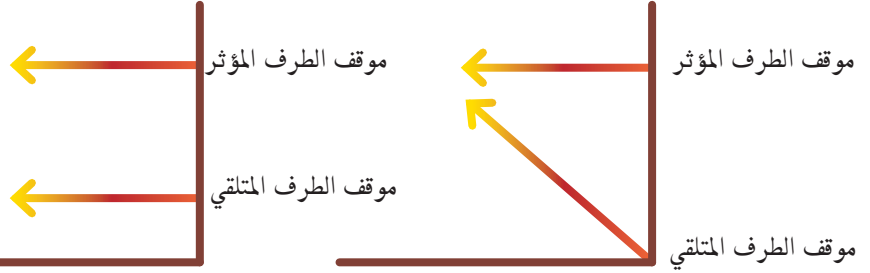 موقف الطرف المؤثر
موقف الطرف المتلقي
موقف الطرف المؤثر
موقف الطرف المتلقي